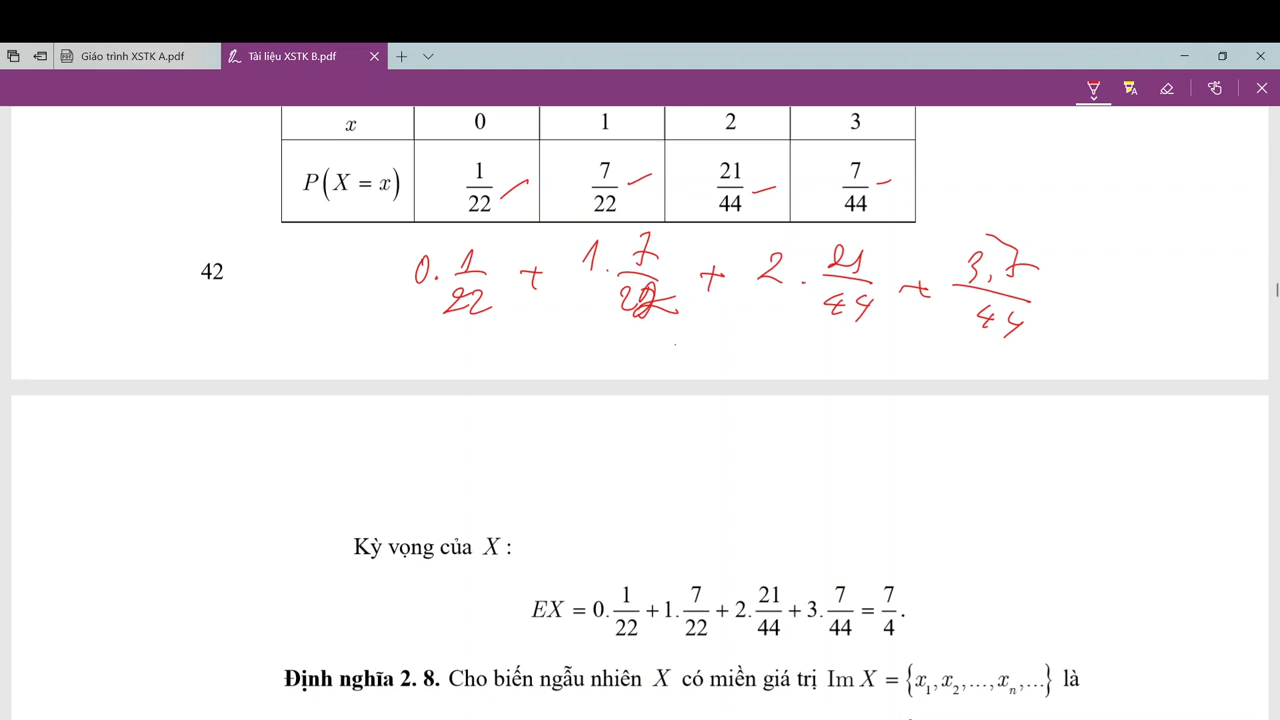 Giáo trình XSTK A.pdf Tài liệu XSTK B.pdf
x 0 1 2 3
P(X = x) 1/22 7/22 21/44 7/44
0. 1/22 + 1. 7/22 + 2. 21/44 + 3.7/44
42
Kỳ vọng của X :
EX = 0. 1/22 + 1. 7/22 + 2. 21/44 + 3. 7/44 = 7/4 .
Định nghĩa 2. 8. Cho biến ngẫu nhiên X có miền giá trị Im X = {x₁, x₂, ..., xₙ, ...} là